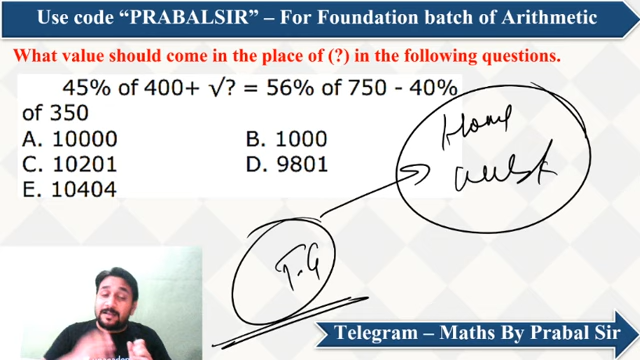 Use code “PRABALSIR” – For Foundation batch of Arithmetic
What value should come in the place of (?) in the following questions.
45% of 400+ √? = 56% of 750 - 40%
of 350
A. 10000 B. 1000
C. 10201 D. 9801
E. 10404
Home
work
T.G
Telegram – Maths By Prabal Sir